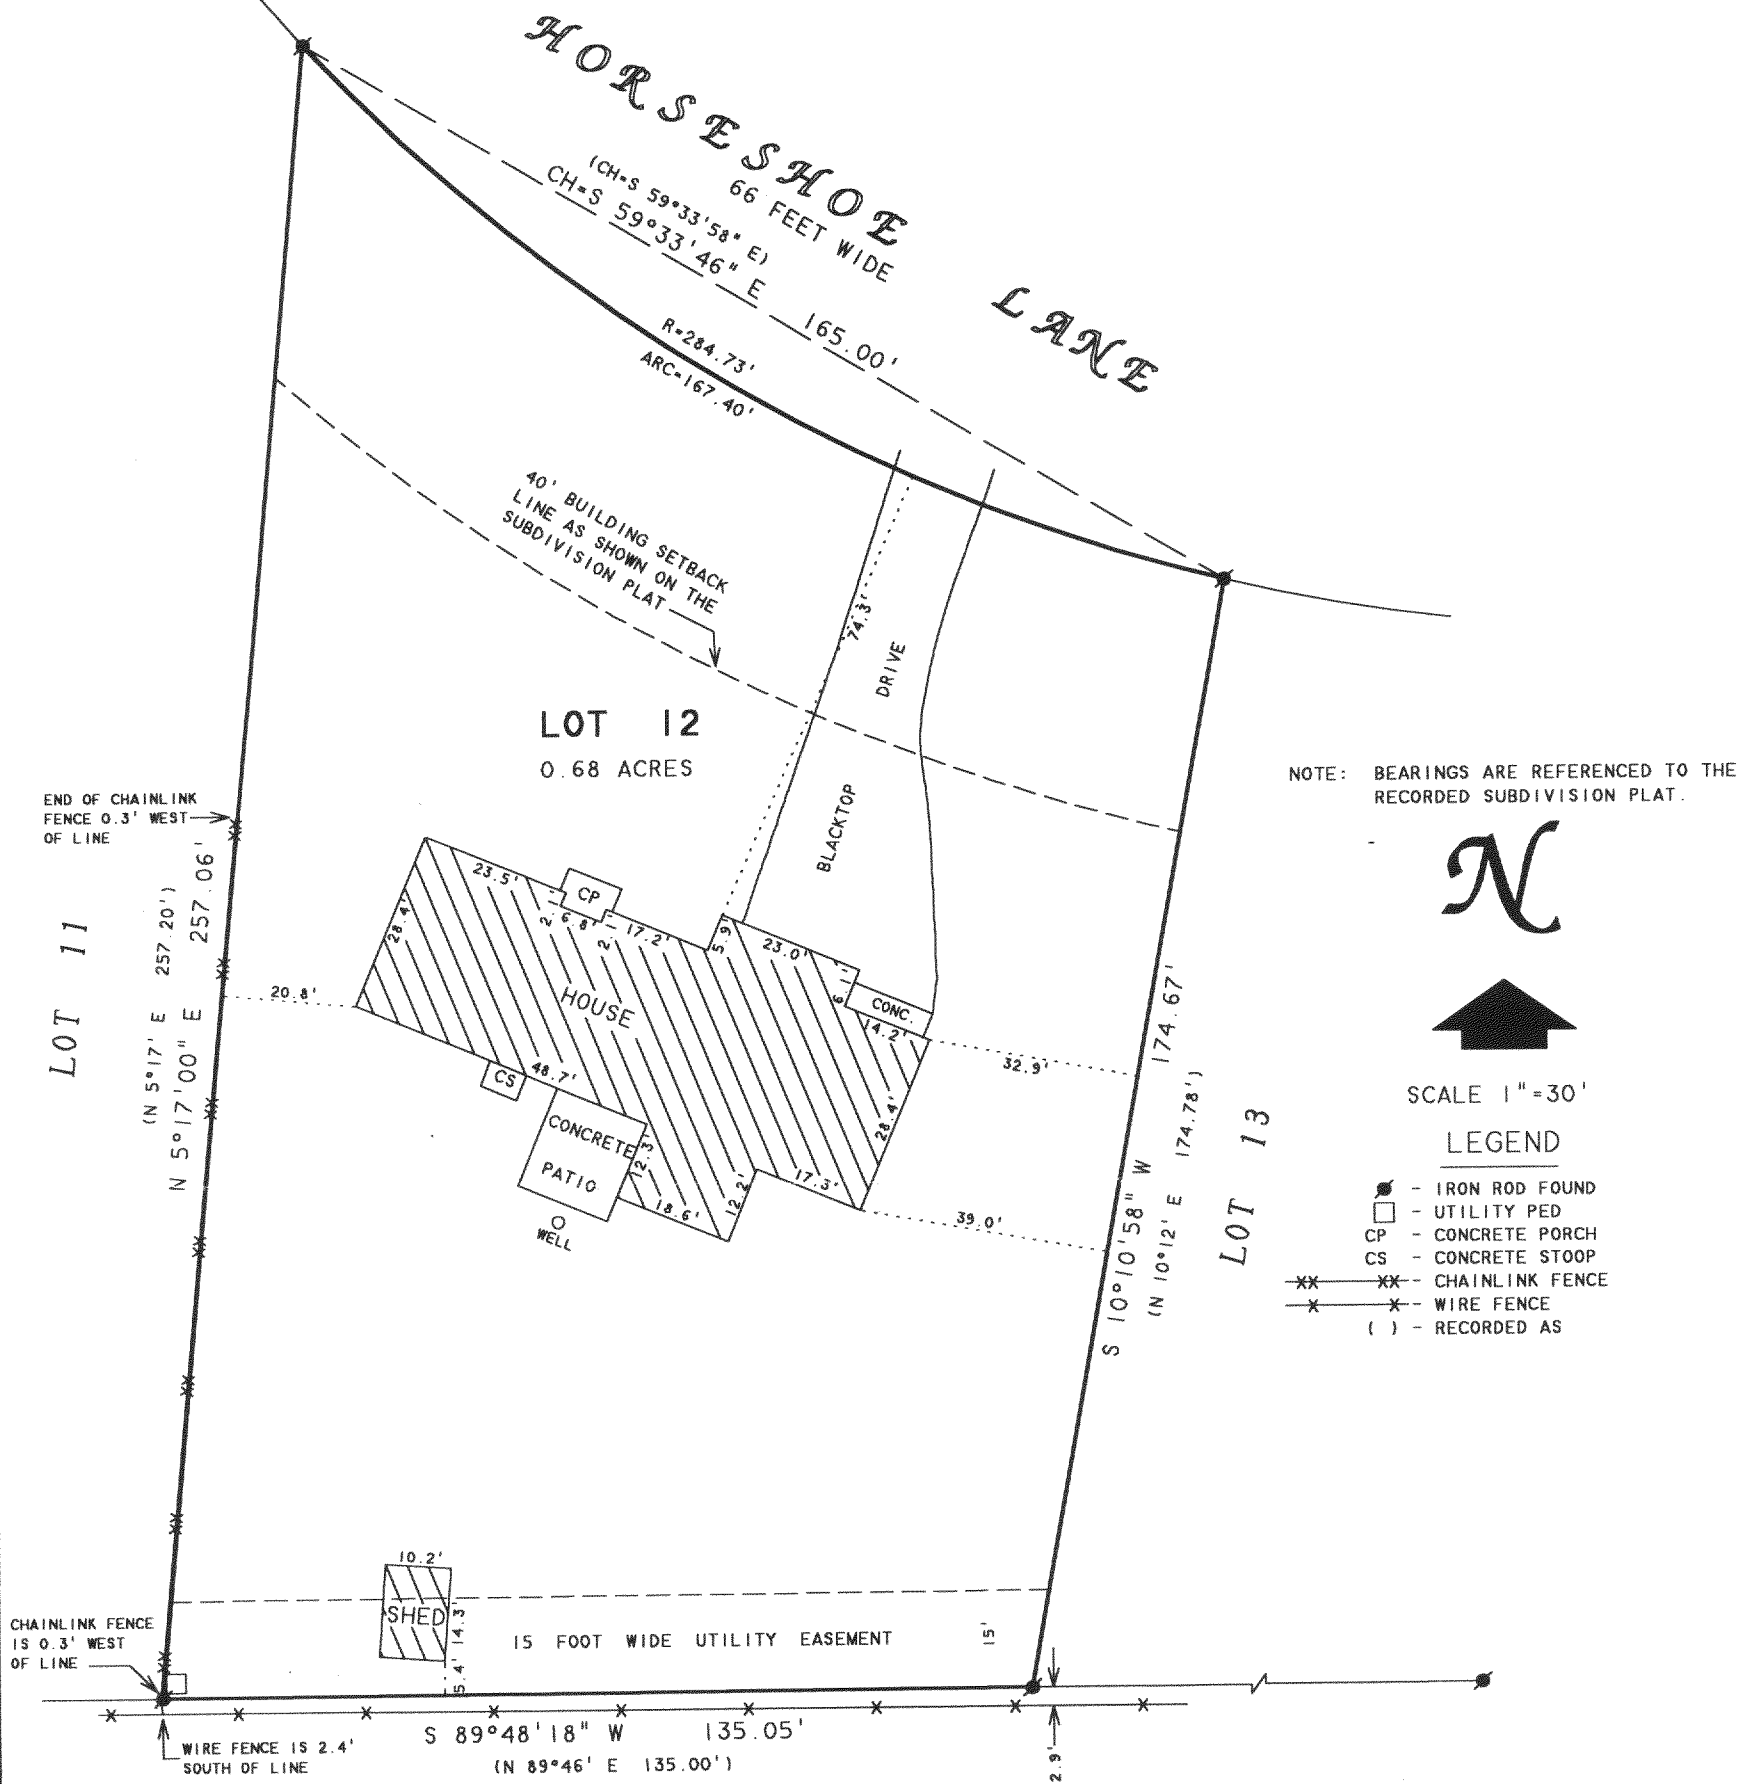 HORSESHOE LANE
66 FEET WIDE
(CH=S 59°33'58" E)
CH=S 59°33'46" E 165.00'
R=284.73'
ARC=167.40'
40' BUILDING SETBACK
LINE AS SHOWN ON THE
SUBDIVISION PLAT
74.3'
DRIVE
BLACKTOP
LOT 12
0.68 ACRES
END OF CHAINLINK
FENCE 0.3' WEST
OF LINE
LOT 11
(N 5°17' E 257.20')
N 5°17'00" E 257.06'
20.8'
23.5'
CP
28.4'
2.1'
6.8'
2.1'
17.2'
5.9'
23.0'
6.1'
CONC.
14.2'
HOUSE
48.7'
CS
CONCRETE
PATIO
12.3'
WELL
18.6'
12.2'
17.3'
28.4'
32.9'
39.0'
S 10°10'58" W 174.67'
(N 10°12' E 174.78')
LOT 13
NOTE: BEARINGS ARE REFERENCED TO THE
RECORDED SUBDIVISION PLAT.
N
SCALE 1"=30'
LEGEND
- IRON ROD FOUND
- UTILITY PED
CP - CONCRETE PORCH
CS - CONCRETE STOOP
XX XX - CHAINLINK FENCE
X X - WIRE FENCE
( ) - RECORDED AS
10.2'
SHED
14.3'
5.4'
15 FOOT WIDE UTILITY EASEMENT
15'
CHAINLINK FENCE
IS 0.3' WEST
OF LINE
WIRE FENCE IS 2.4'
SOUTH OF LINE
S 89°48'18" W 135.05'
(N 89°46' E 135.00')
2.9'